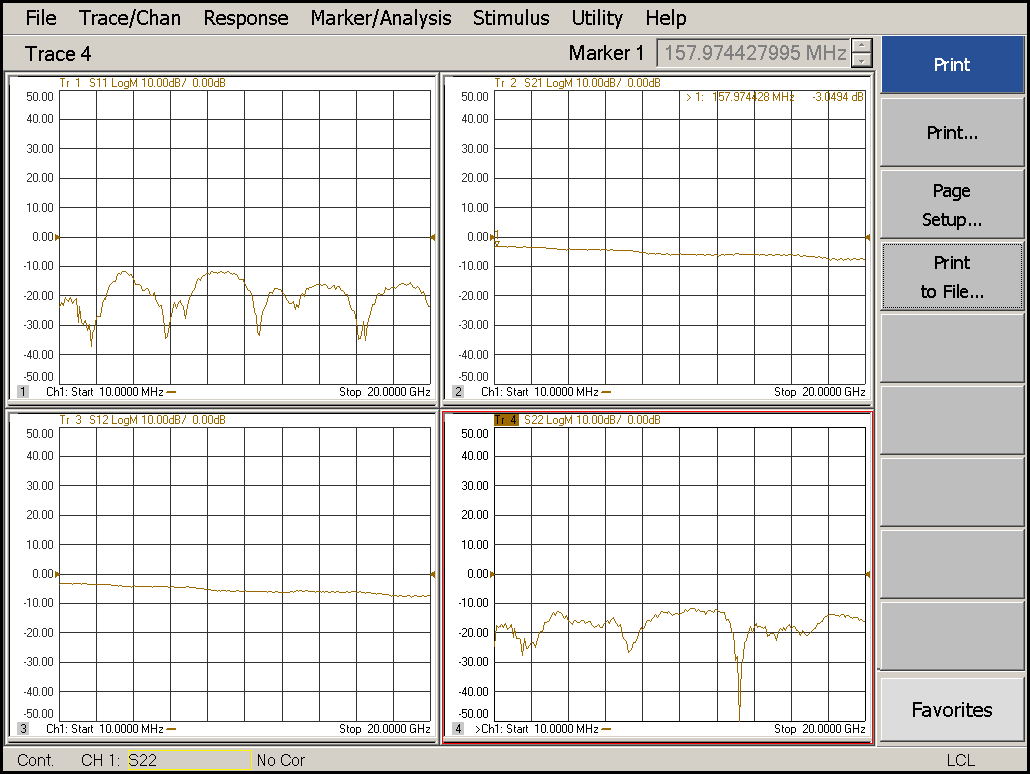 File Trace/Chan Response Marker/Analysis Stimulus Utility Help
Trace 4 Marker 1 157.974427995 MHz
Tr 1 S11 LogM 10.00dB/ 0.00dB
50.00
40.00
30.00
20.00
10.00
0.00
-10.00
-20.00
-30.00
-40.00
-50.00
1 Ch1: Start 10.0000 MHz Stop 20.0000 GHz
Tr 2 S21 LogM 10.00dB/ 0.00dB
> 1: 157.974428 MHz -3.0494 dB
50.00
40.00
30.00
20.00
10.00
0.00
1
-10.00
-20.00
-30.00
-40.00
-50.00
2 Ch1: Start 10.0000 MHz Stop 20.0000 GHz
Tr 3 S12 LogM 10.00dB/ 0.00dB
50.00
40.00
30.00
20.00
10.00
0.00
-10.00
-20.00
-30.00
-40.00
-50.00
3 Ch1: Start 10.0000 MHz Stop 20.0000 GHz
Tr 4 S22 LogM 10.00dB/ 0.00dB
50.00
40.00
30.00
20.00
10.00
0.00
-10.00
-20.00
-30.00
-40.00
-50.00
4 >Ch1: Start 10.0000 MHz Stop 20.0000 GHz
Print
Print...
Page
Setup...
Print
to File...
Favorites
Cont. CH 1: S22 No Cor LCL